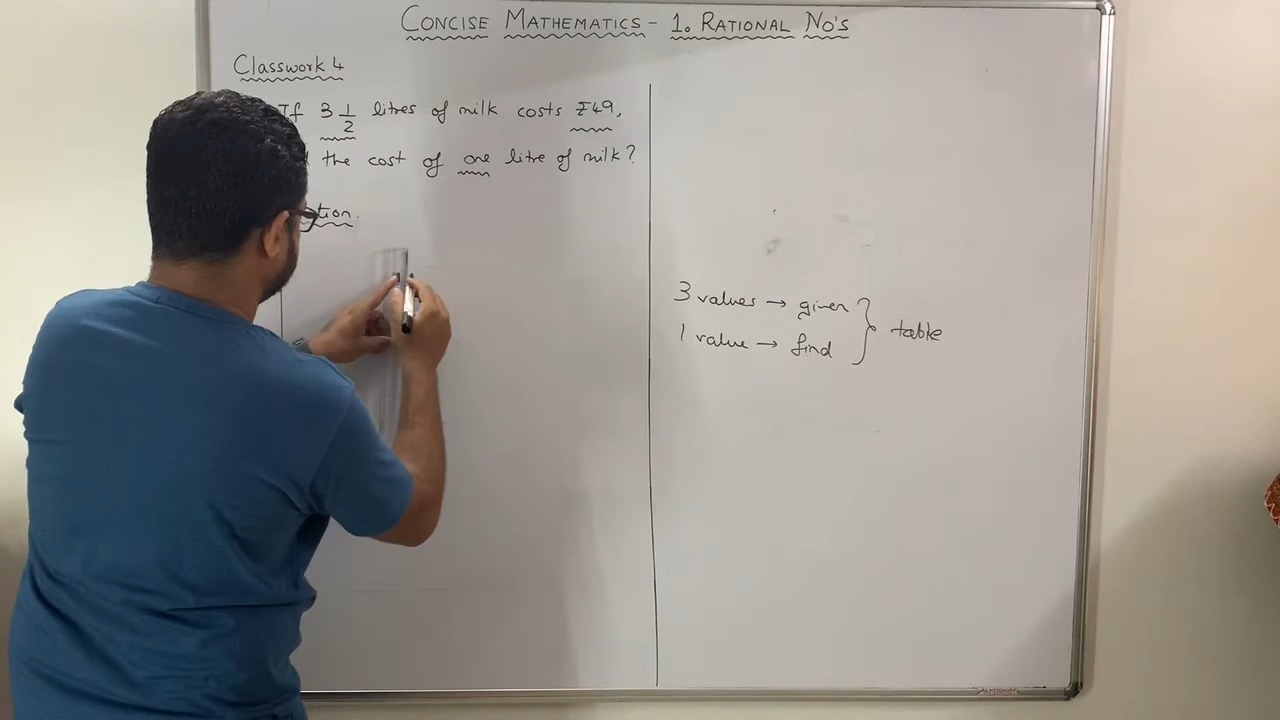 CONCISE MATHEMATICS - 1. RATIONAL NO'S
Classwork 4
If 3 1/2 litres of milk costs ₹49,
the cost of one litre of milk?
tion.
3 values → given } table
1 value → find